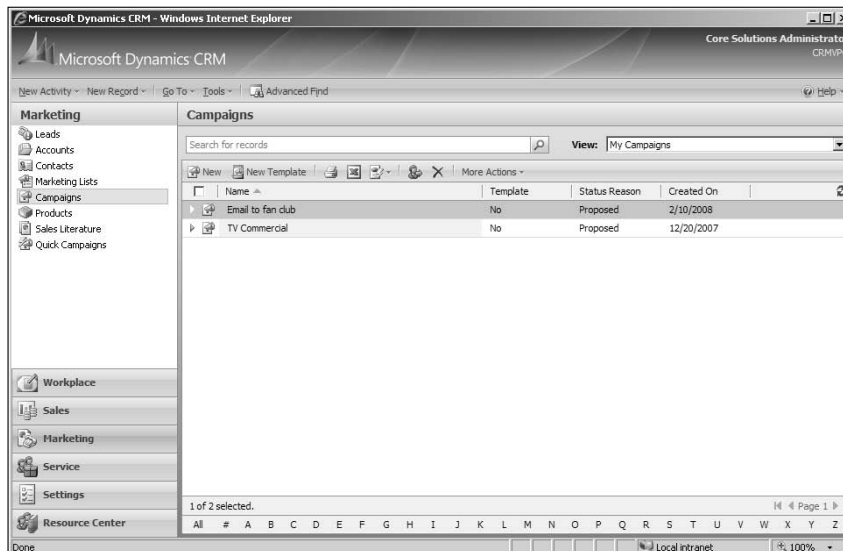 Microsoft Dynamics CRM - Windows Internet Explorer
Core Solutions Administrato
CRMVP
Microsoft Dynamics CRM
New Activity New Record Go To Tools Advanced Find Help
Marketing Campaigns
Leads
Accounts
Contacts
Marketing Lists
Campaigns
Products
Sales Literature
Quick Campaigns
Search for records View: My Campaigns
New New Template More Actions
Name Template Status Reason Created On
Email to fan club No Proposed 2/10/2008
TV Commercial No Proposed 12/20/2007
Workplace
Sales
Marketing
Service
Settings
Resource Center
1 of 2 selected. Page 1
All # A B C D E F G H I J K L M N O P Q R S T U V W X Y Z
Done Local intranet 100%